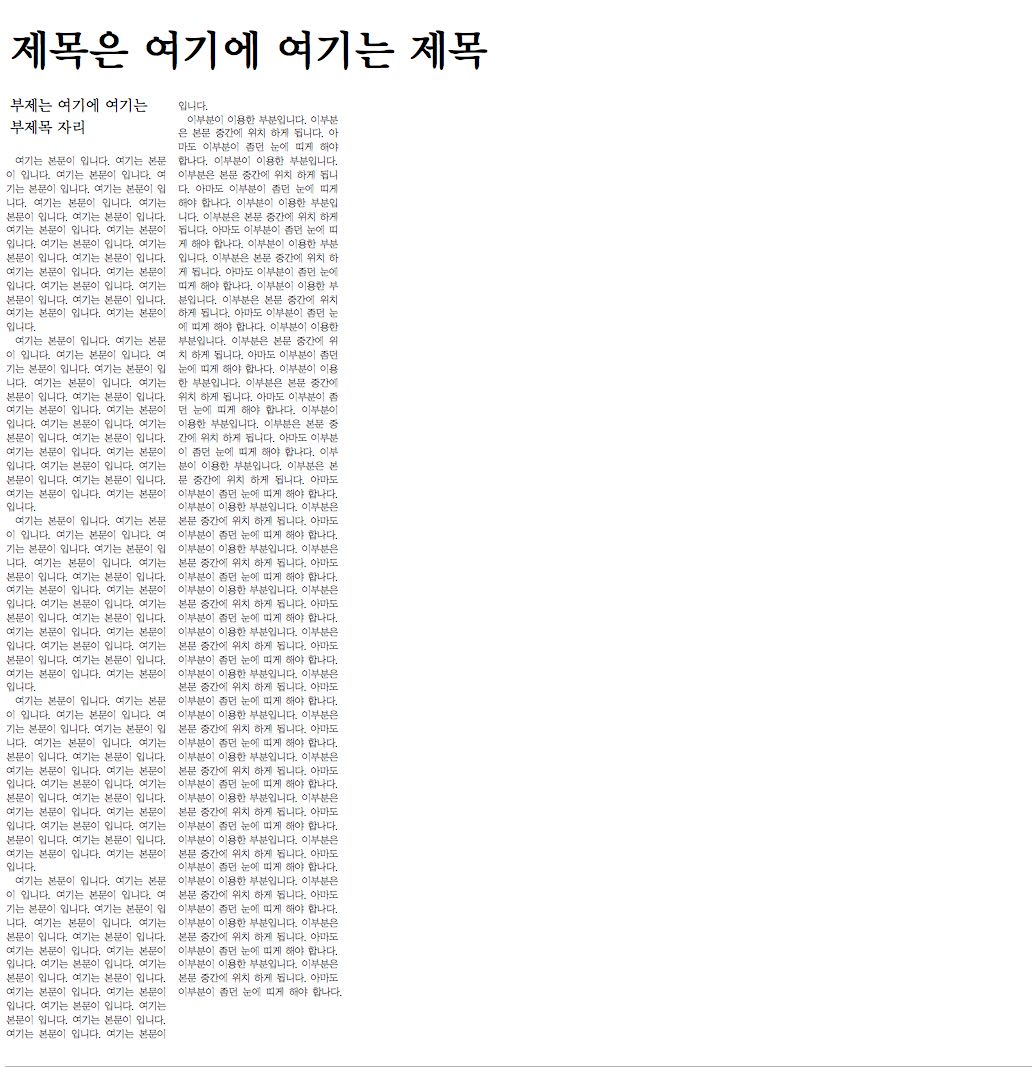 제목은 여기에 여기는 제목
부제는 여기에 여기는
부제목 자리
여기는 본문이 입니다. 여기는 본문
이 입니다. 여기는 본문이 입니다. 여
기는 본문이 입니다. 여기는 본문이 입
니다. 여기는 본문이 입니다. 여기는
본문이 입니다. 여기는 본문이 입니다.
여기는 본문이 입니다. 여기는 본문이
입니다. 여기는 본문이 입니다. 여기는
본문이 입니다. 여기는 본문이 입니다.
여기는 본문이 입니다. 여기는 본문이
입니다. 여기는 본문이 입니다. 여기는
본문이 입니다. 여기는 본문이 입니다.
여기는 본문이 입니다. 여기는 본문이
입니다.
여기는 본문이 입니다. 여기는 본문
이 입니다. 여기는 본문이 입니다. 여
기는 본문이 입니다. 여기는 본문이 입
니다. 여기는 본문이 입니다. 여기는
본문이 입니다. 여기는 본문이 입니다.
여기는 본문이 입니다. 여기는 본문이
입니다. 여기는 본문이 입니다. 여기는
본문이 입니다. 여기는 본문이 입니다.
여기는 본문이 입니다. 여기는 본문이
입니다. 여기는 본문이 입니다. 여기는
본문이 입니다. 여기는 본문이 입니다.
여기는 본문이 입니다. 여기는 본문이
입니다.
여기는 본문이 입니다. 여기는 본문
이 입니다. 여기는 본문이 입니다. 여
기는 본문이 입니다. 여기는 본문이 입
니다. 여기는 본문이 입니다. 여기는
본문이 입니다. 여기는 본문이 입니다.
여기는 본문이 입니다. 여기는 본문이
입니다. 여기는 본문이 입니다. 여기는
본문이 입니다. 여기는 본문이 입니다.
여기는 본문이 입니다. 여기는 본문이
입니다. 여기는 본문이 입니다. 여기는
본문이 입니다. 여기는 본문이 입니다.
여기는 본문이 입니다. 여기는 본문이
입니다.
여기는 본문이 입니다. 여기는 본문
이 입니다. 여기는 본문이 입니다. 여
기는 본문이 입니다. 여기는 본문이 입
니다. 여기는 본문이 입니다. 여기는
본문이 입니다. 여기는 본문이 입니다.
여기는 본문이 입니다. 여기는 본문이
입니다. 여기는 본문이 입니다. 여기는
본문이 입니다. 여기는 본문이 입니다.
여기는 본문이 입니다. 여기는 본문이
입니다. 여기는 본문이 입니다. 여기는
본문이 입니다. 여기는 본문이 입니다.
여기는 본문이 입니다. 여기는 본문이
입니다.
여기는 본문이 입니다. 여기는 본문
이 입니다. 여기는 본문이 입니다. 여
기는 본문이 입니다. 여기는 본문이 입
니다. 여기는 본문이 입니다. 여기는
본문이 입니다. 여기는 본문이 입니다.
여기는 본문이 입니다. 여기는 본문이
입니다. 여기는 본문이 입니다. 여기는
본문이 입니다. 여기는 본문이 입니다.
여기는 본문이 입니다. 여기는 본문이
입니다. 여기는 본문이 입니다. 여기는
본문이 입니다. 여기는 본문이 입니다.
여기는 본문이 입니다. 여기는 본문이
입니다.
이부분이 이용한 부분입니다. 이부분
은 본문 중간에 위치 하게 됩니다. 아
마도 이부분이 좀던 눈에 띠게 해야
합나다. 이부분이 이용한 부분입니다.
이부분은 본문 중간에 위치 하게 됩니
다. 아마도 이부분이 좀던 눈에 띠게
해야 합나다. 이부분이 이용한 부분입
니다. 이부분은 본문 중간에 위치 하게
됩니다. 아마도 이부분이 좀던 눈에 띠
게 해야 합나다. 이부분이 이용한 부분
입니다. 이부분은 본문 중간에 위치 하
게 됩니다. 아마도 이부분이 좀던 눈에
띠게 해야 합나다. 이부분이 이용한 부
분입니다. 이부분은 본문 중간에 위치
하게 됩니다. 아마도 이부분이 좀던 눈
에 띠게 해야 합나다. 이부분이 이용한
부분입니다. 이부분은 본문 중간에 위
치 하게 됩니다. 아마도 이부분이 좀던
눈에 띠게 해야 합나다. 이부분이 이용
한 부분입니다. 이부분은 본문 중간에
위치 하게 됩니다. 아마도 이부분이 좀
던 눈에 띠게 해야 합나다. 이부분이
이용한 부분입니다. 이부분은 본문 중
간에 위치 하게 됩니다. 아마도 이부분
이 좀던 눈에 띠게 해야 합나다. 이부
분이 이용한 부분입니다. 이부분은 본
문 중간에 위치 하게 됩니다. 아마도
이부분이 좀던 눈에 띠게 해야 합나다.
이부분이 이용한 부분입니다. 이부분은
본문 중간에 위치 하게 됩니다. 아마도
이부분이 좀던 눈에 띠게 해야 합나다.
이부분이 이용한 부분입니다. 이부분은
본문 중간에 위치 하게 됩니다. 아마도
이부분이 좀던 눈에 띠게 해야 합나다.
이부분이 이용한 부분입니다. 이부분은
본문 중간에 위치 하게 됩니다. 아마도
이부분이 좀던 눈에 띠게 해야 합나다.
이부분이 이용한 부분입니다. 이부분은
본문 중간에 위치 하게 됩니다. 아마도
이부분이 좀던 눈에 띠게 해야 합나다.
이부분이 이용한 부분입니다. 이부분은
본문 중간에 위치 하게 됩니다. 아마도
이부분이 좀던 눈에 띠게 해야 합나다.
이부분이 이용한 부분입니다. 이부분은
본문 중간에 위치 하게 됩니다. 아마도
이부분이 좀던 눈에 띠게 해야 합나다.
이부분이 이용한 부분입니다. 이부분은
본문 중간에 위치 하게 됩니다. 아마도
이부분이 좀던 눈에 띠게 해야 합나다.
이부분이 이용한 부분입니다. 이부분은
본문 중간에 위치 하게 됩니다. 아마도
이부분이 좀던 눈에 띠게 해야 합나다.
이부분이 이용한 부분입니다. 이부분은
본문 중간에 위치 하게 됩니다. 아마도
이부분이 좀던 눈에 띠게 해야 합나다.
이부분이 이용한 부분입니다. 이부분은
본문 중간에 위치 하게 됩니다. 아마도
이부분이 좀던 눈에 띠게 해야 합나다.
이부분이 이용한 부분입니다. 이부분은
본문 중간에 위치 하게 됩니다. 아마도
이부분이 좀던 눈에 띠게 해야 합나다.
이부분이 이용한 부분입니다. 이부분은
본문 중간에 위치 하게 됩니다. 아마도
이부분이 좀던 눈에 띠게 해야 합나다.